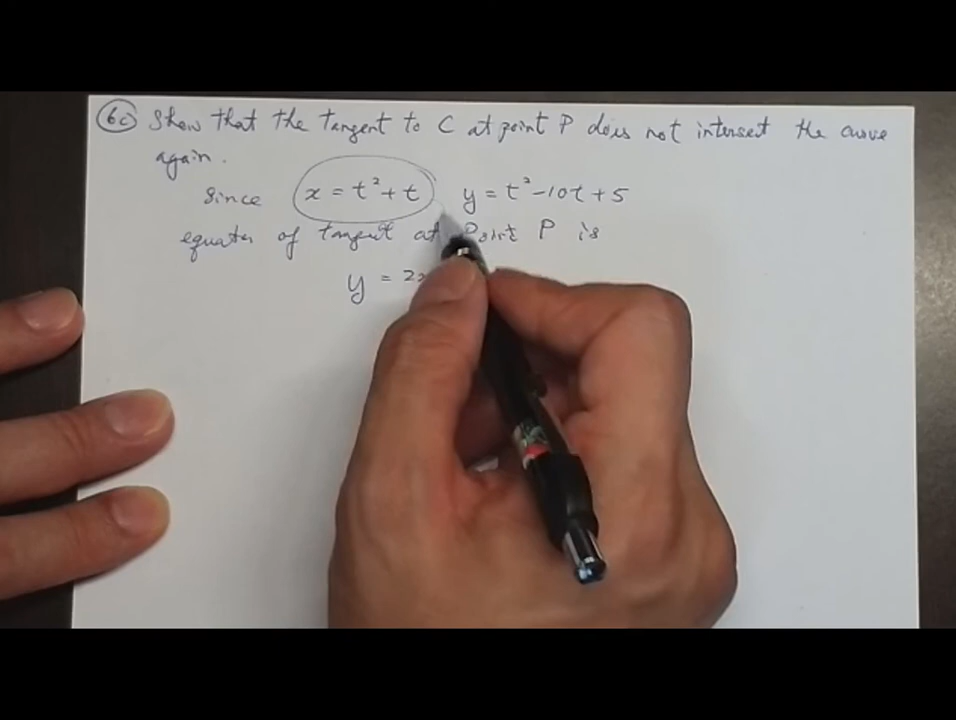 6c Show that the tangent to C at point P does not intersect the curve
again.
since x = t² + t y = t² - 10t + 5
equation of tangent at Point P is
y = 2x